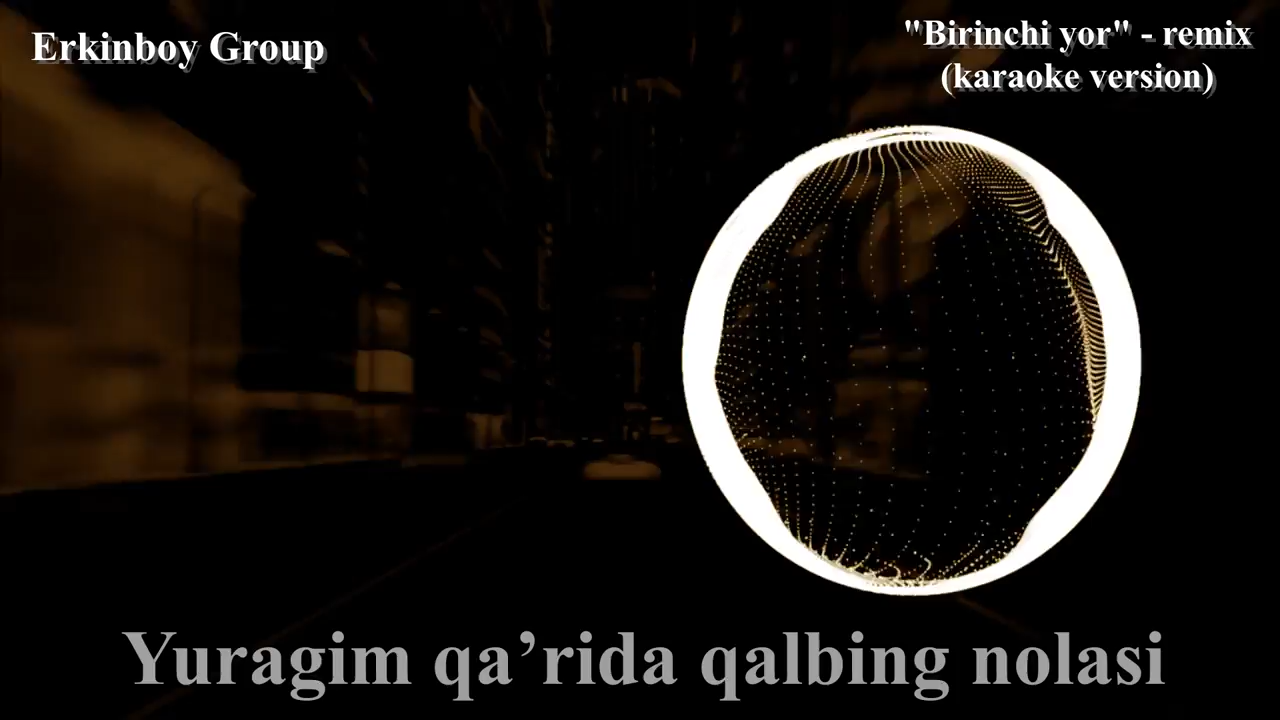 Erkinboy Group
"Birinchi yor" - remix
(karaoke version)
Yuragim qa’rida qalbing nolasi